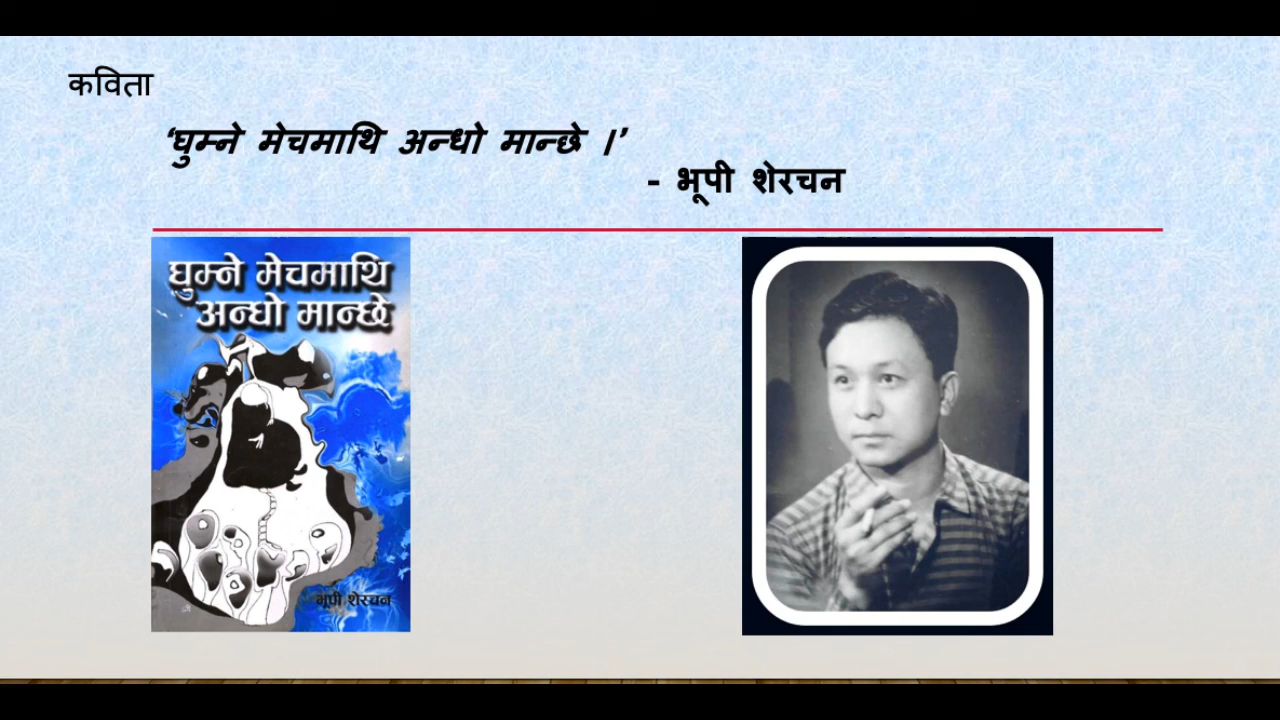 कविता
‘घुम्ने मेचमाथि अन्धो मान्छे ।’
- भूपी शेरचन
घुम्ने मेचमाथि
अन्धो मान्छे
भूपी शेरचन